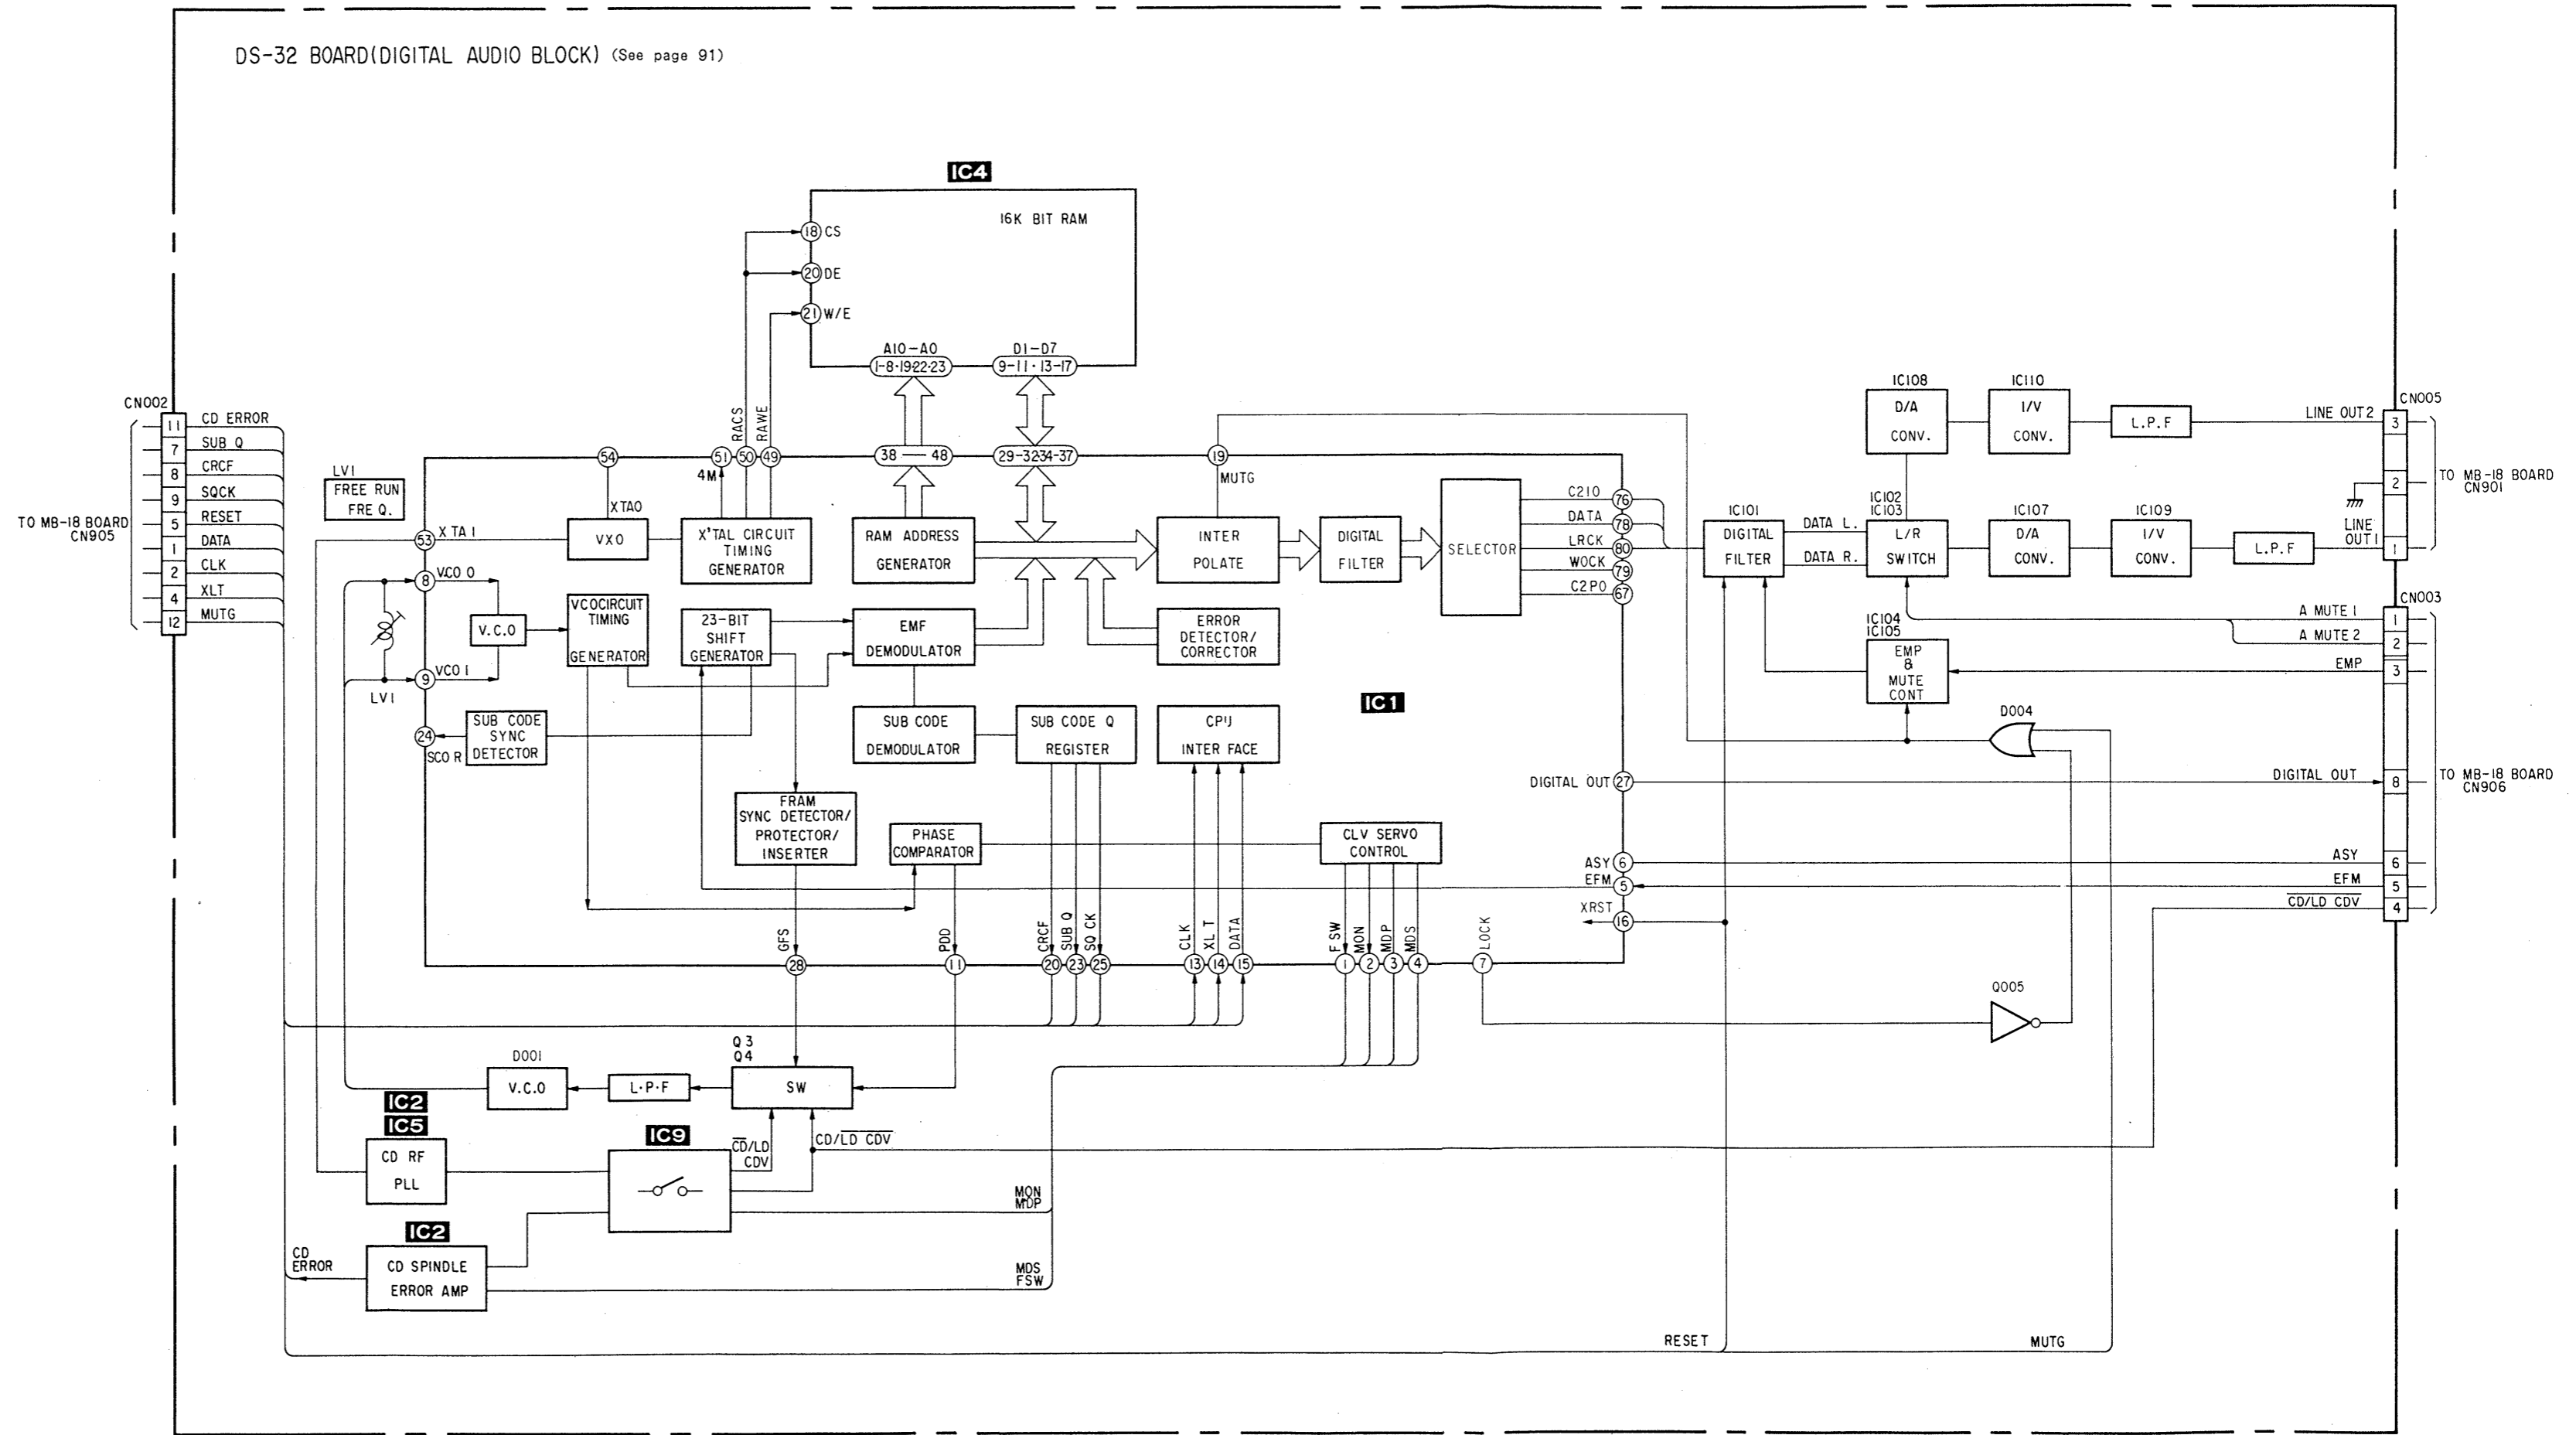 DS-32 BOARD(DIGITAL AUDIO BLOCK) (See page 91)
IC4
16K BIT RAM
18 CS
20 DE
21 W/E
A10-A0
1-8·19·22·23
D1-D7
9-11·13-17
RACS
RAWE
CN002
11 CD ERROR
7 SUB Q
8 CRCF
9 SQCK
5 RESET
1 DATA
2 CLK
4 XLT
12 MUTG
TO MB-18 BOARD
CN905
LV1
FREE RUN
FRE Q.
54
XTAO
51
4M
50
49
38 — 48
29-32·34-37
19
MUTG
53 XTA1
VXO
X'TAL CIRCUIT
TIMING
GENERATOR
RAM ADDRESS
GENERATOR
INTER
POLATE
DIGITAL
FILTER
SELECTOR
C2IO 76
DATA 78
LRCK 80
WOCK 79
C2PO 67
8 VCO O
V.C.O
9 VCO I
LV1
VCOCIRCUIT
TIMING
GENERATOR
23-BIT
SHIFT
GENERATOR
EMF
DEMODULATOR
ERROR
DETECTOR/
CORRECTOR
24
SCO R
SUB CODE
SYNC
DETECTOR
SUB CODE
DEMODULATOR
SUB CODE Q
REGISTER
CPU
INTER FACE
IC1
FRAM
SYNC DETECTOR/
PROTECTOR/
INSERTER
PHASE
COMPARATOR
CLV SERVO
CONTROL
DIGITAL OUT 27
ASY 6
EFM 5
XRST 16
GFS
PDD
CRCF
SUB Q
SQ CK
CLK
XL T
DATA
F SW
MON
MDP
MDS
LOCK
28
11
20
23
25
13
14
15
1
2
3
4
7
IC101
DIGITAL
FILTER
DATA L.
DATA R.
IC102
IC103
L/R
SWITCH
IC108
D/A
CONV.
IC110
I/V
CONV.
L.P.F
LINE OUT2
IC107
D/A
CONV.
IC109
I/V
CONV.
L.P.F
LINE
OUT1
CN005
3
2
1
TO MB-18 BOARD
CN901
IC104
IC105
EMP
&
MUTE
CONT
D004
CN003
A MUTE 1 1
A MUTE 2 2
EMP 3
DIGITAL OUT 8
ASY 6
EFM 5
CD/LD CDV 4
TO MB-18 BOARD
CN906
Q005
D001
V.C.O
L·P·F
Q3
Q4
SW
IC2
IC5
CD RF
PLL
IC9
CD/LD
CDV
CD/LD CDV
IC2
CD SPINDLE
ERROR AMP
CD
ERROR
MON
MDP
MDS
FSW
RESET
MUTG